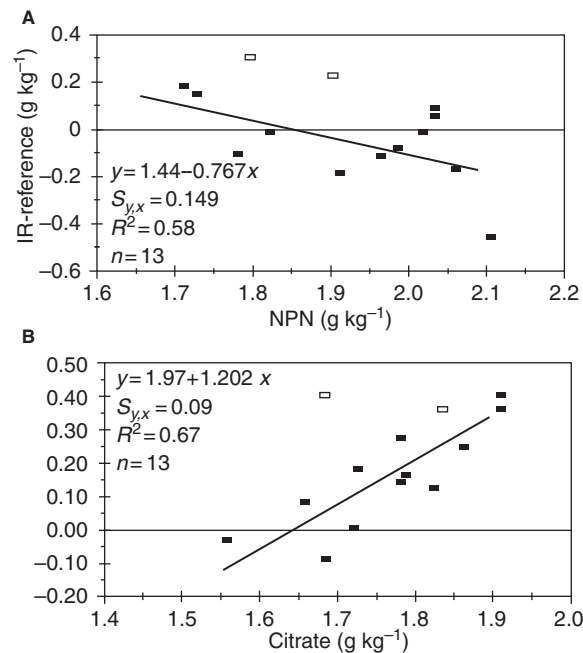 A
IR-reference (g kg⁻¹)
0.4
0.2
0
−0.2
−0.4
−0.6
y=1.44−0.767x
Sy,x=0.149
R²=0.58
n=13
1.6 1.7 1.8 1.9 2.0 2.1 2.2
NPN (g kg⁻¹)
B
0.50
0.40
0.30
0.20
0.10
0.00
−0.10
−0.20
y=1.97+1.202 x
Sy,x=0.09
R²=0.67
n=13
1.4 1.5 1.6 1.7 1.8 1.9 2.0
Citrate (g kg⁻¹)